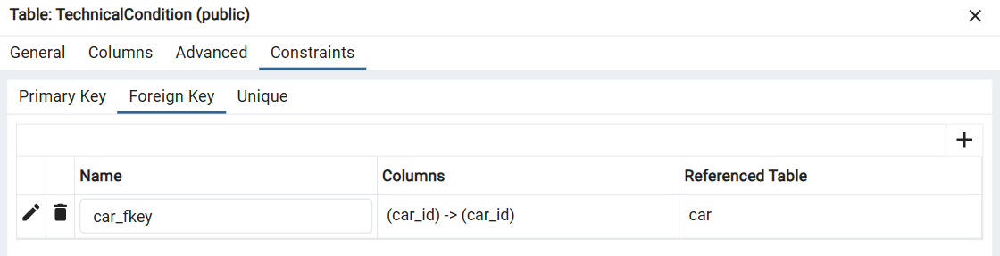 Table: TechnicalCondition (public)
General Columns Advanced Constraints
Primary Key Foreign Key Unique
Name Columns Referenced Table
car_fkey (car_id) -> (car_id) car